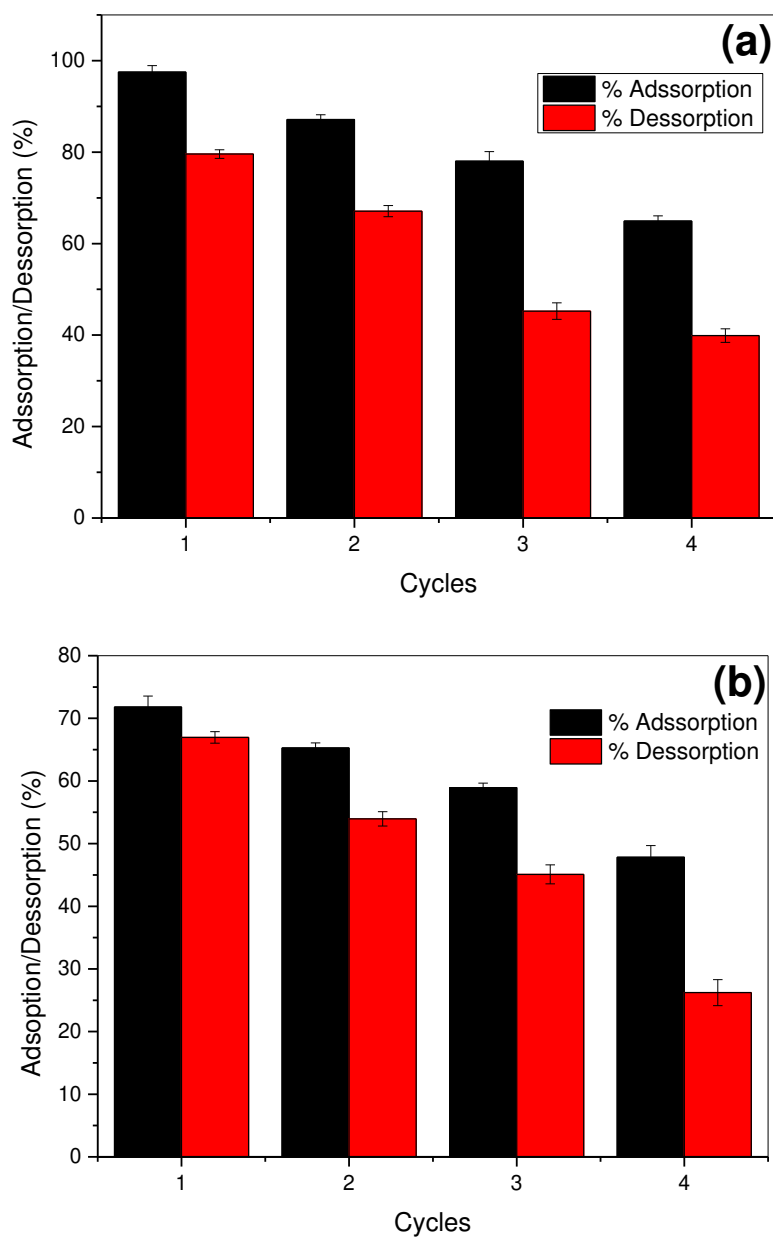 (a)
% Adssorption
% Dessorption
Adssorption/Dessorption (%)
100
80
60
40
20
0
1 2 3 4
Cycles
(b)
% Adssorption
% Dessorption
Adsoption/Dessorption (%)
80
70
60
50
40
30
20
10
0
1 2 3 4
Cycles